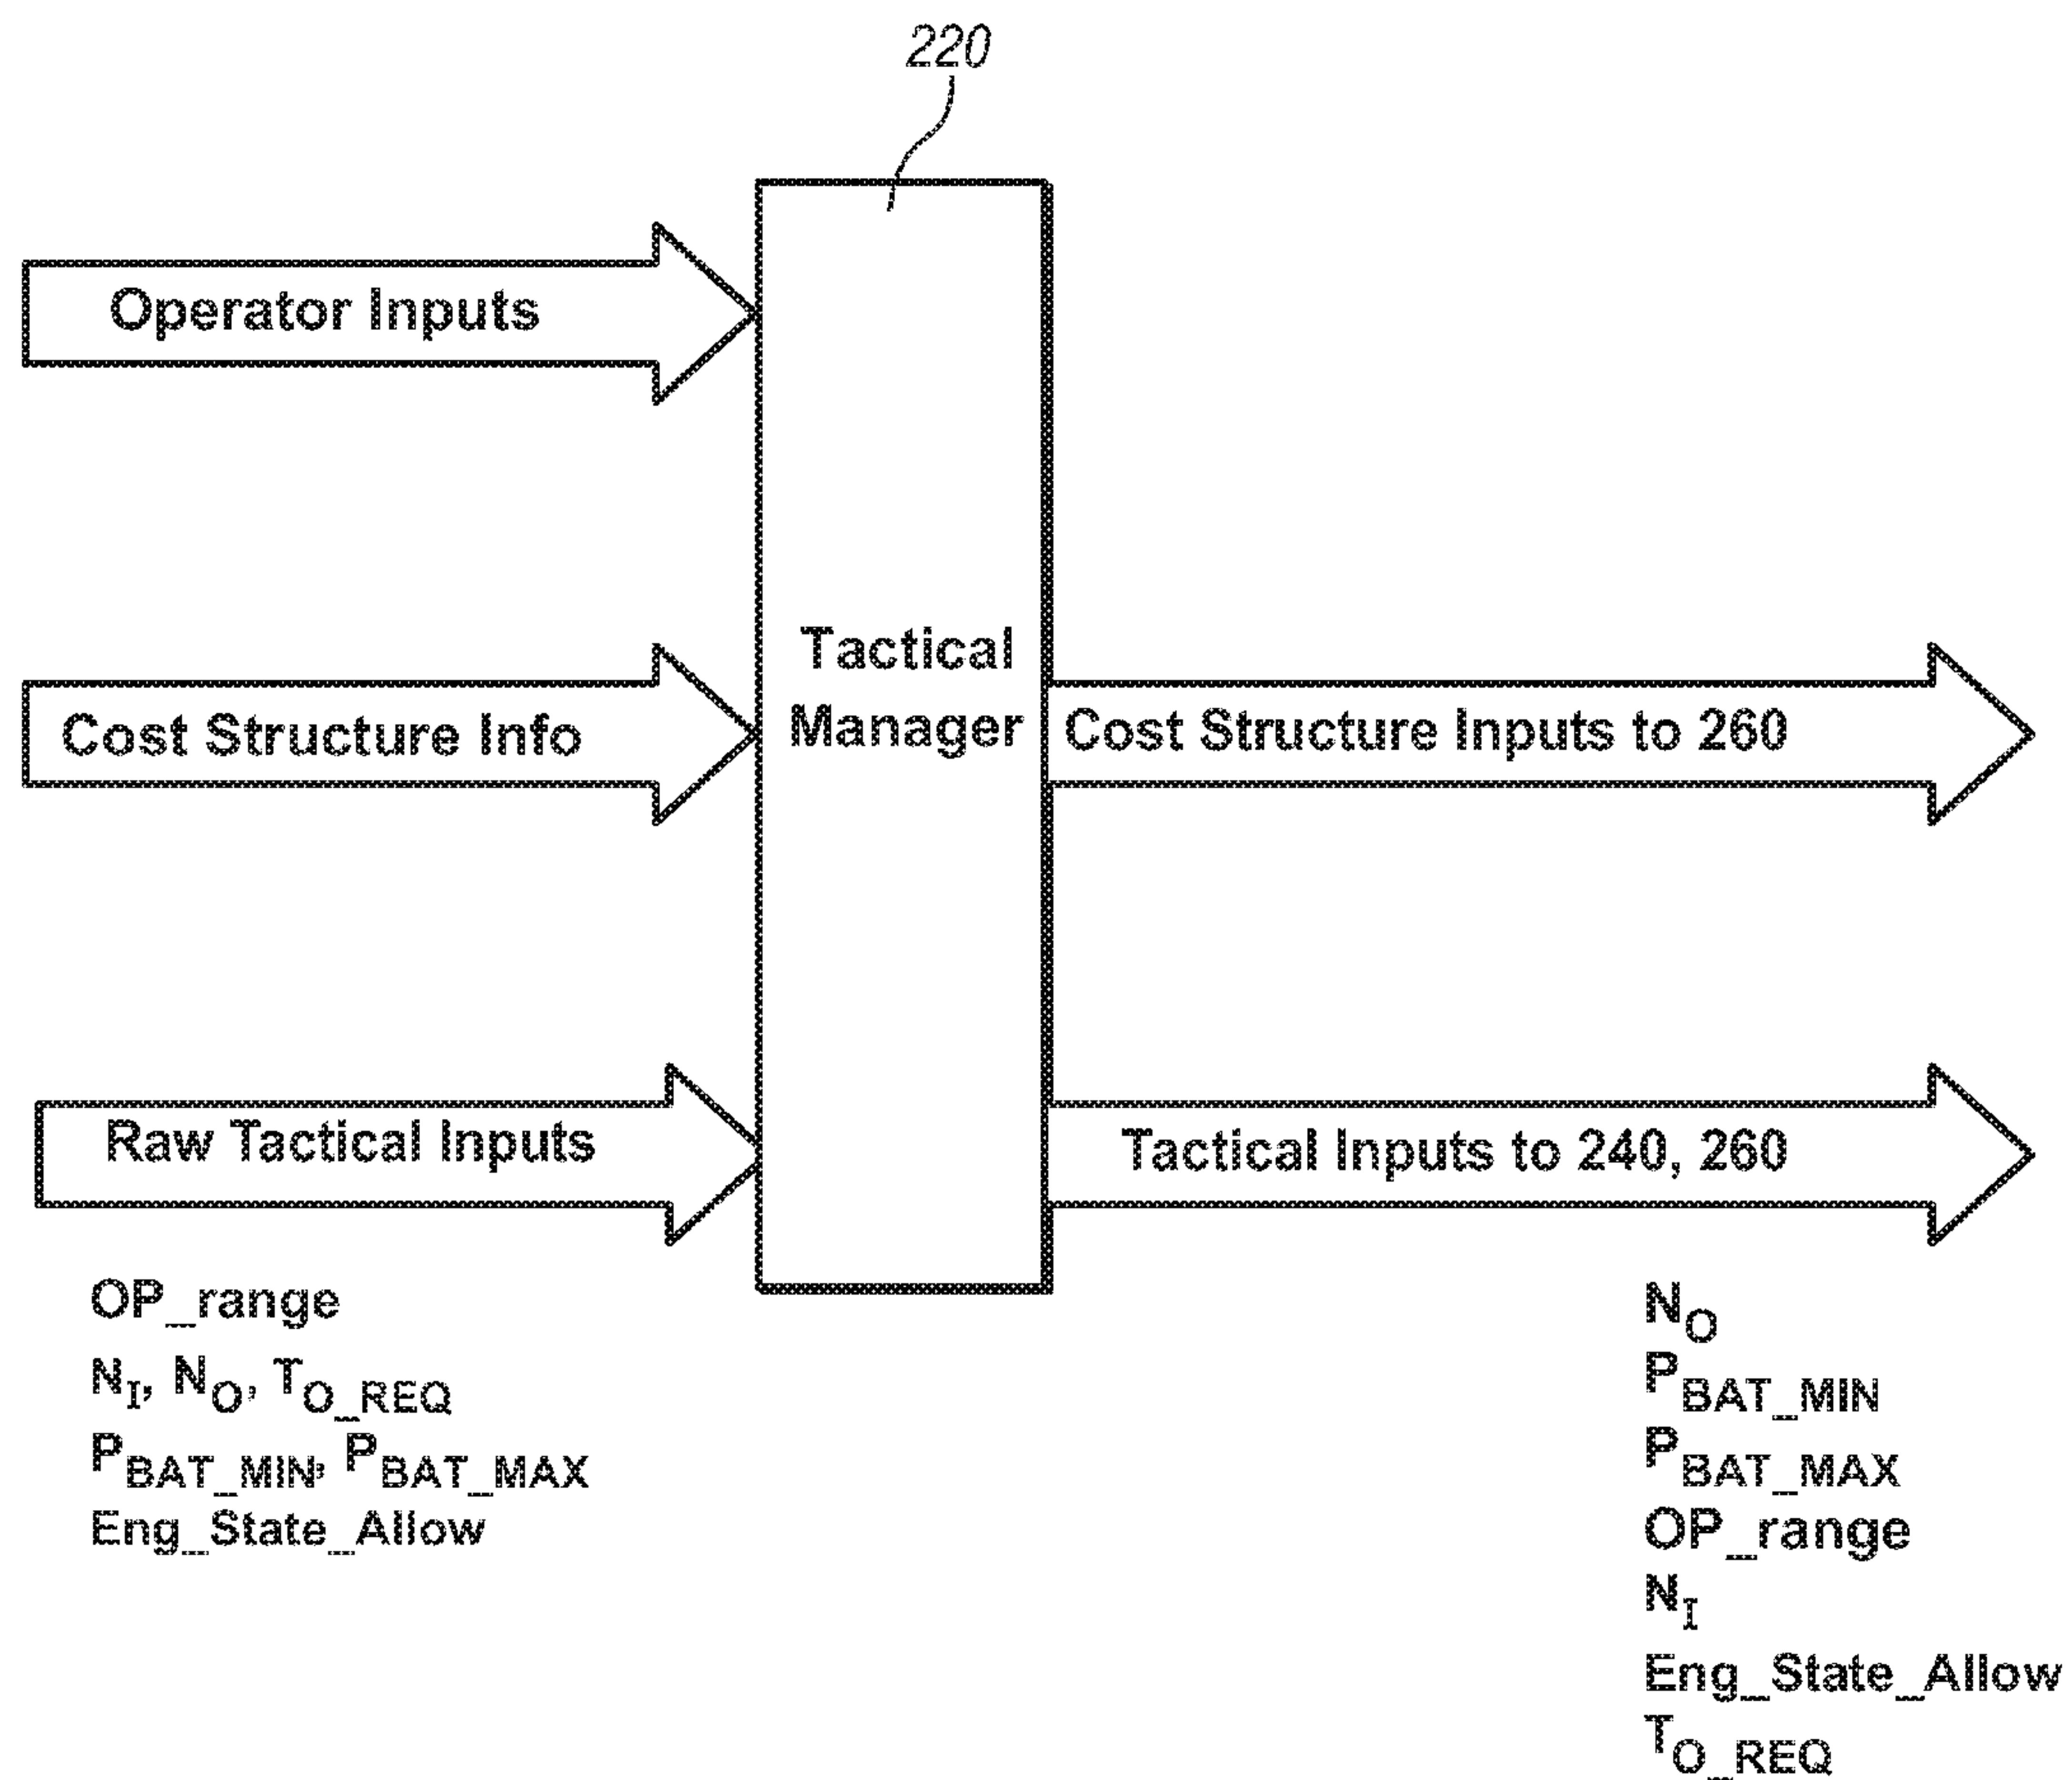 220
Operator Inputs
Tactical
Manager
Cost Structure Info
Cost Structure Inputs to 260
Raw Tactical Inputs
Tactical Inputs to 240, 260
OP_range
N_I, N_O, T_O_REQ
P_BAT_MIN, P_BAT_MAX
Eng_State_Allow
N_O
P_BAT_MIN
P_BAT_MAX
OP_range
N_I
Eng_State_Allow
T_O_REQ